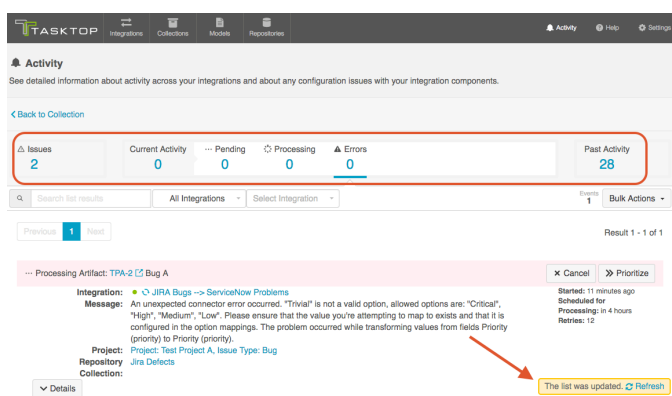 TASKTOP
Integrations
Collections
Models
Repositories
Activity
Help
Settings
Activity
See detailed information about activity across your integrations and about any configuration issues with your integration components.
Back to Collection
Issues
2
Current Activity
0
Pending
0
Processing
0
Errors
0
Past Activity
28
Search list results
All Integrations
Select Integration
Events
1
Bulk Actions
Previous 1 Next
Result 1 - 1 of 1
Processing Artifact: TPA-2 Bug A
Cancel
Prioritize
Integration: JIRA Bugs --> ServiceNow Problems
Message: An unexpected connector error occurred. "Trivial" is not a valid option, allowed options are: "Critical",
"High", "Medium", "Low". Please ensure that the value you're attempting to map to exists and that it is
configured in the option mappings. The problem occurred while transforming values from fields Priority
(priority) to Priority (priority).
Project: Project: Test Project A, Issue Type: Bug
Repository Jira Defects
Collection:
Started: 11 minutes ago
Scheduled for
Processing: in 4 hours
Retries: 12
Details
The list was updated. Refresh